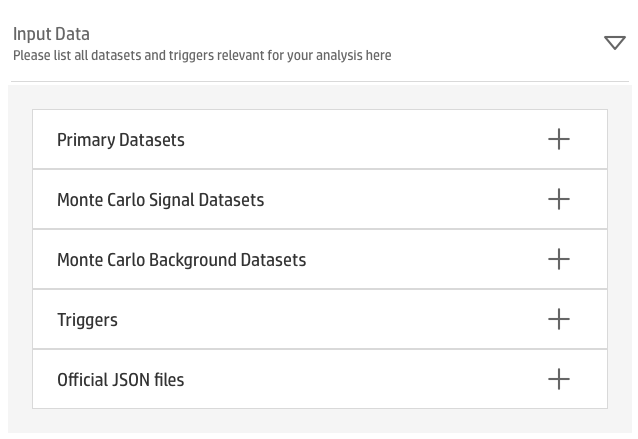 Input Data
Please list all datasets and triggers relevant for your analysis here
Primary Datasets
Monte Carlo Signal Datasets
Monte Carlo Background Datasets
Triggers
Official JSON files